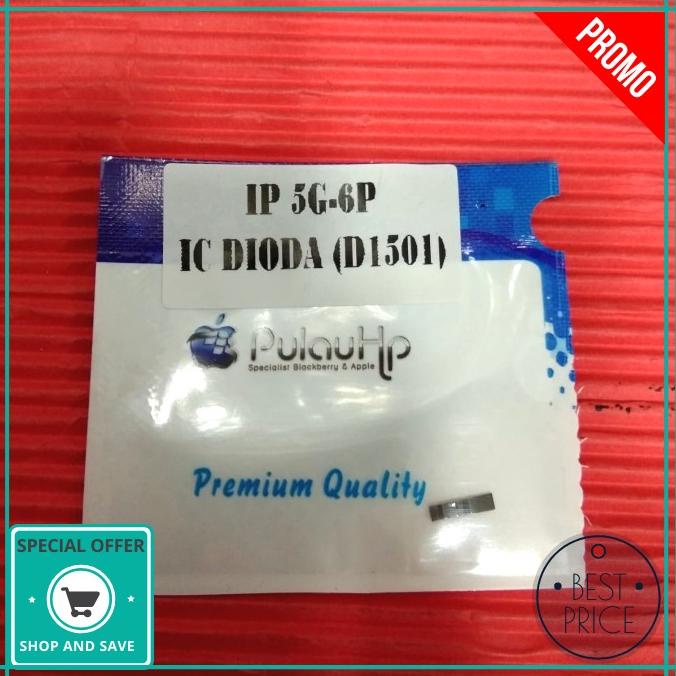 PROMO
IP 5G-6P
IC DIODA (D1501)
PulauHp
Specialist Blackberry & Apple
Premium Quality
SPECIAL OFFER
SHOP AND SAVE
BEST
PRICE